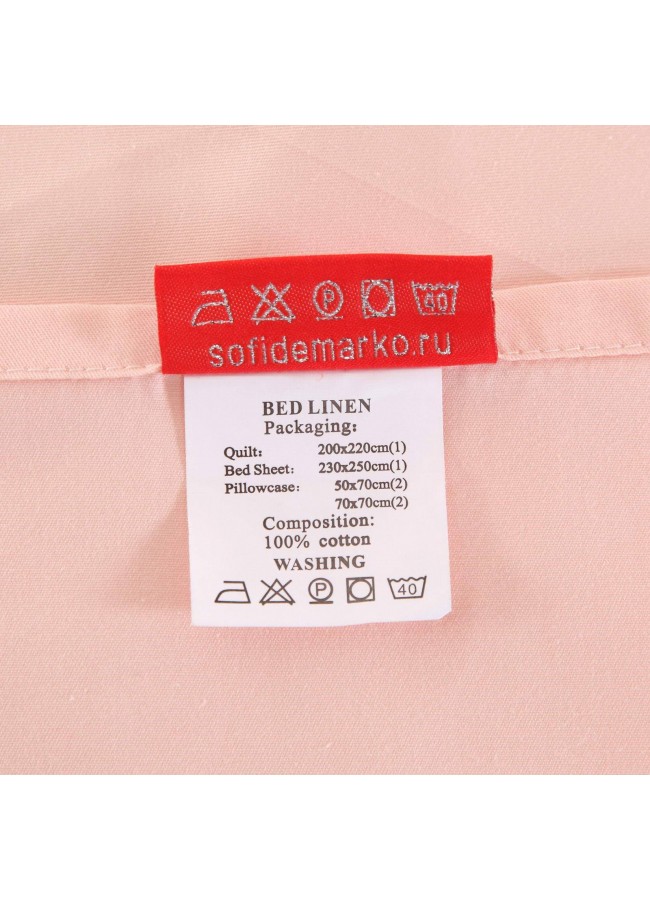 P 40
sofidemarko.ru
BED LINEN
Packaging:
Quilt: 200x220cm(1)
Bed Sheet: 230x250cm(1)
Pillowcase: 50x70cm(2)
70x70cm(2)
Composition:
100% cotton
WASHING
P 40